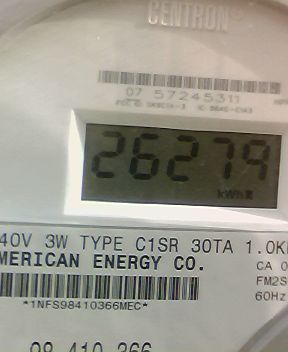 CENTRON
07 57245311
26279
kWh
40V 3W TYPE C1SR 30TA 1.0K
MERICAN ENERGY CO.
CA 0
FM2S
60Hz
*1NFS98410366MEC*
98 410 366